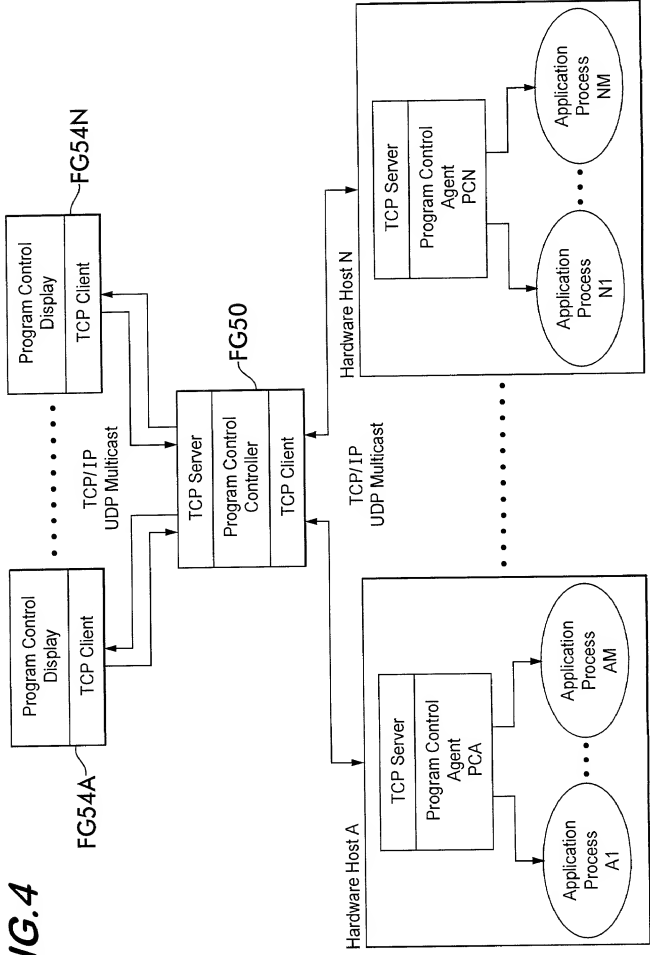 NG.4
FG54A
Program Control
Display
TCP Client
Program Control
Display
TCP Client
FG54N
TCP/IP
UDP Multicast
TCP Server
Program Control
Controller
TCP Client
FG50
TCP/IP
UDP Multicast
Hardware Host A
TCP Server
Program Control
Agent
PCA
Application
Process
A1
Application
Process
AM
Hardware Host N
TCP Server
Program Control
Agent
PCN
Application
Process
N1
Application
Process
NM